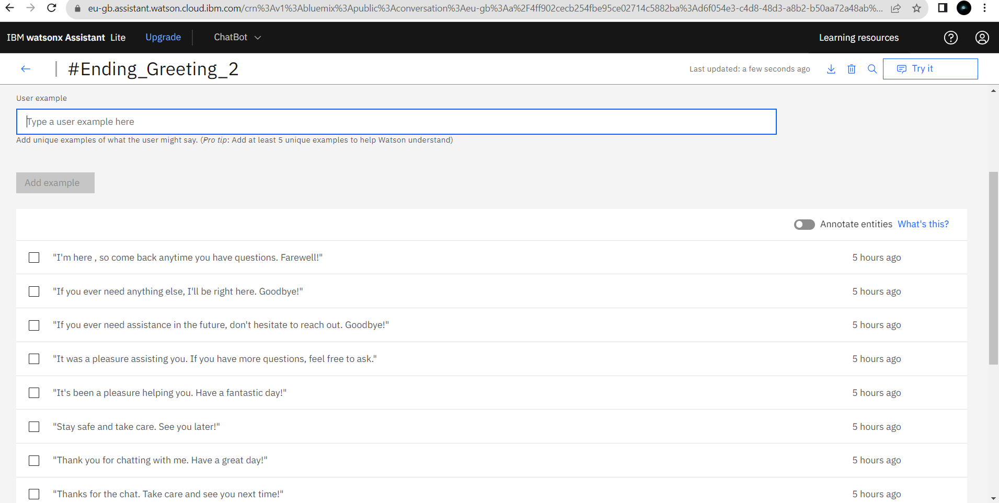 eu-gb.assistant.watson.cloud.ibm.com/crn%3Av1%3Abluemix%3Apublic%3Aconversation%3Aeu-gb%3Aa%2F4ff902cecb254fbe95ce02714c5882ba%3Ad6f054e3-c4d8-48d3-a8b2-b50aa72a48ab%...
IBM watsonx Assistant Lite Upgrade ChatBot Learning resources
#Ending_Greeting_2 Last updated: a few seconds ago Try it
User example
Type a user example here
Add unique examples of what the user might say. (Pro tip: Add at least 5 unique examples to help Watson understand)
Add example
Annotate entities What's this?
"I'm here , so come back anytime you have questions. Farewell!" 5 hours ago
"If you ever need anything else, I'll be right here. Goodbye!" 5 hours ago
"If you ever need assistance in the future, don't hesitate to reach out. Goodbye!" 5 hours ago
"It was a pleasure assisting you. If you have more questions, feel free to ask." 5 hours ago
"It's been a pleasure helping you. Have a fantastic day!" 5 hours ago
"Stay safe and take care. See you later!" 5 hours ago
"Thank you for chatting with me. Have a great day!" 5 hours ago
"Thanks for the chat. Take care and see you next time!" 5 hours ago